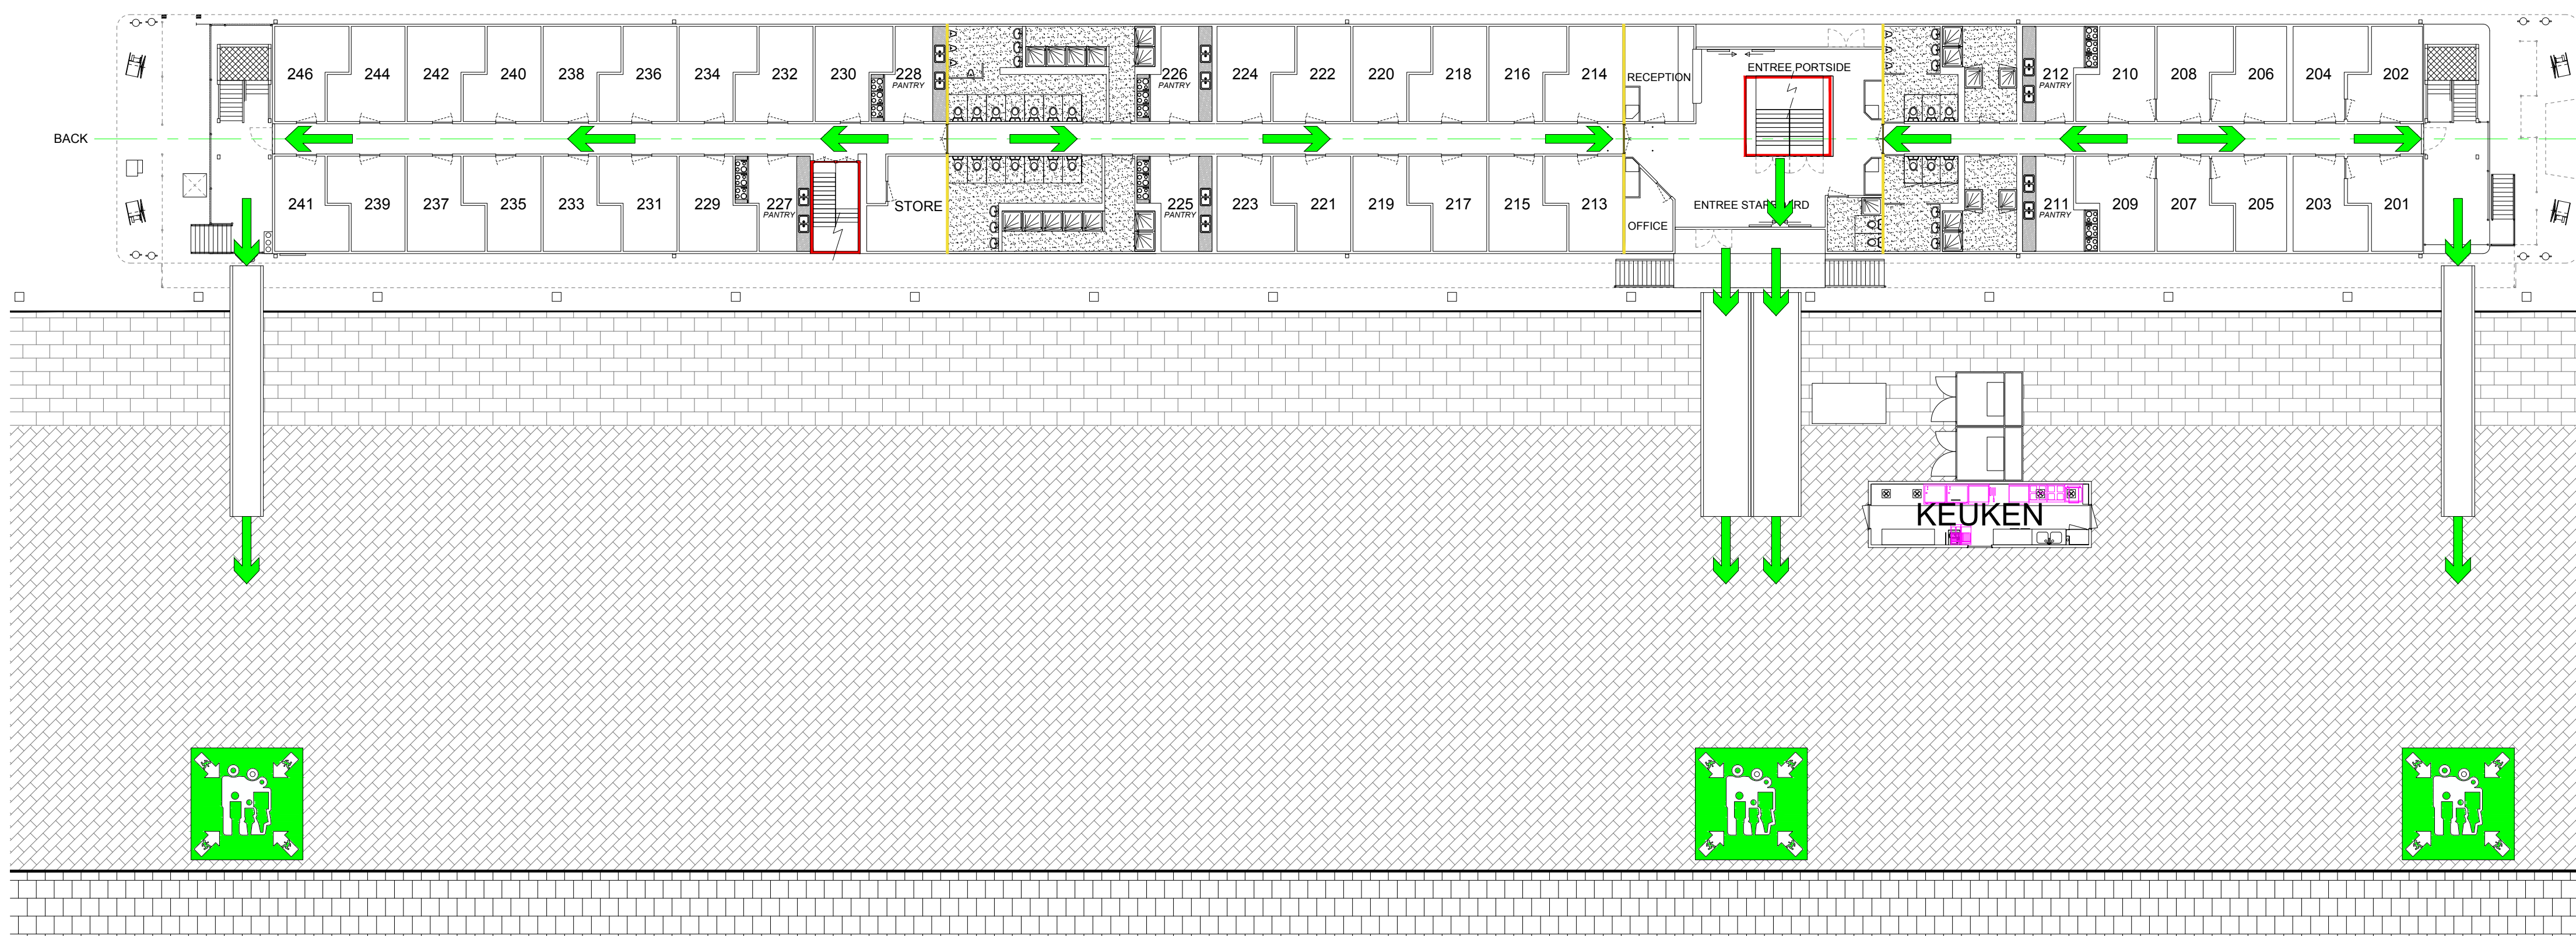 246 244 242 240 238 236 234 232 230 228 226 224 222 220 218 216 214 RECEPTION ENTREE PORTSIDE 212 210 208 206 204 202
PANTRY PANTRY PANTRY
BACK
241 239 237 235 233 231 229 227 STORE 225 223 221 219 217 215 213 ENTREE 211 209 207 205 203 201
PANTRY PANTRY OFFICE PANTRY
KEUKEN